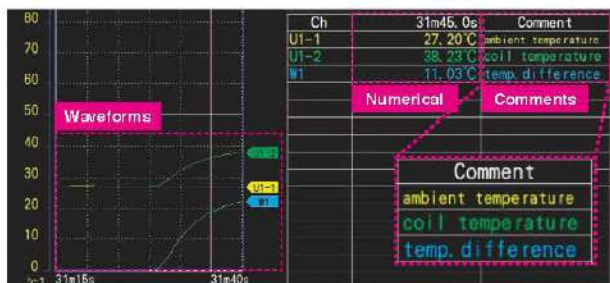 80
70
60
50
40
30
20
10
0
31m15s
31m40s
Waveforms
U1-2
U1-1
W1
Ch 31m45.0s Comment
U1-1 27.20°C ambient temperature
U1-2 38.23°C coil temperature
W1 11.03°C temp.difference
Numerical Comments
Comment
ambient temperature
coil temperature
temp.difference